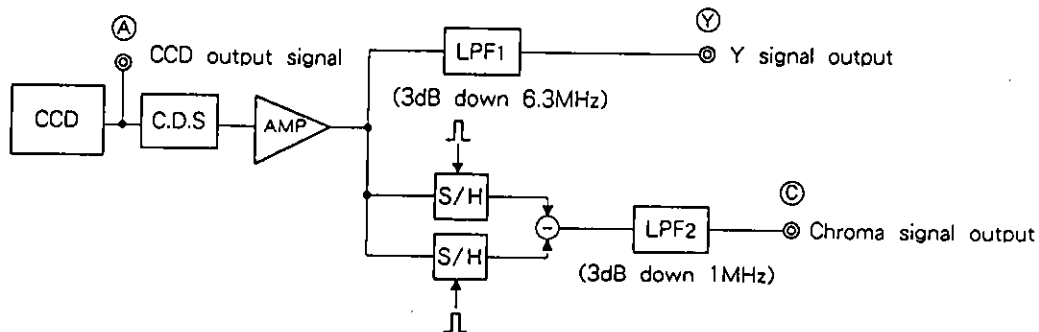 Ⓐ
CCD output signal
CCD
C.D.S
AMP
LPF1
(3dB down 6.3MHz)
Ⓨ
Y signal output
S/H
S/H
LPF2
(3dB down 1MHz)
Ⓒ
Chroma signal output